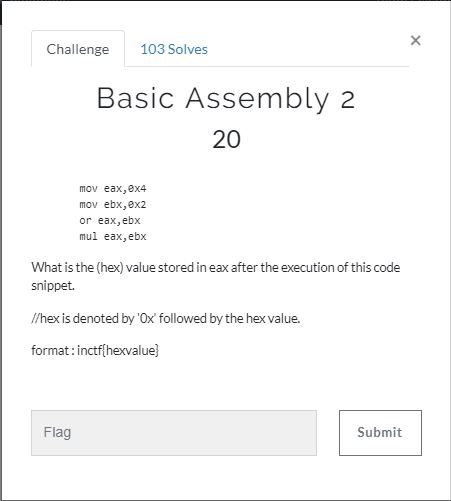 Challenge
103 Solves
×
Basic Assembly 2
20
mov eax,0x4
mov ebx,0x2
or eax,ebx
mul eax,ebx
What is the (hex) value stored in eax after the execution of this code
snippet.
//hex is denoted by '0x' followed by the hex value.
format : inctf{hexvalue}
Flag
Submit